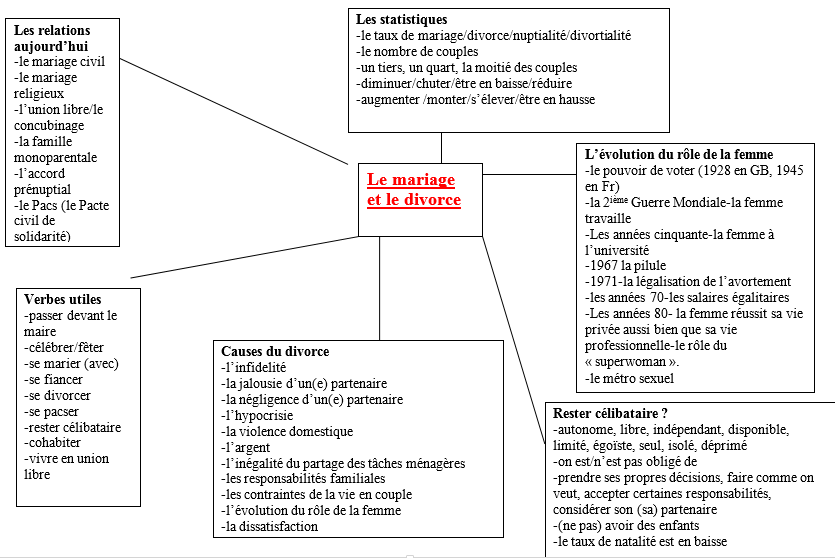 Les relations
aujourd’hui
-le mariage civil
-le mariage
religieux
-l’union libre/le
concubinage
-la famille
monoparentale
-l’accord
prénuptial
-le Pacs (le Pacte
civil de
solidarité)
Les statistiques
-le taux de mariage/divorce/nuptialité/divortialité
-le nombre de couples
-un tiers, un quart, la moitié des couples
-diminuer/chuter/être en baisse/réduire
-augmenter /monter/s’élever/être en hausse
Le mariage
et le divorce
L’évolution du rôle de la femme
-le pouvoir de voter (1928 en GB, 1945
en Fr)
-la 2ième Guerre Mondiale-la femme
travaille
-Les années cinquante-la femme à
l’université
-1967 la pilule
-1971-la légalisation de l’avortement
-les années 70-les salaires égalitaires
-Les années 80- la femme réussit sa vie
privée aussi bien que sa vie
professionnelle-le rôle du
« superwoman ».
-le métro sexuel
Verbes utiles
-passer devant le
maire
-célébrer/fêter
-se marier (avec)
-se fiancer
-se divorcer
-se pacser
-rester célibataire
-cohabiter
-vivre en union
libre
Causes du divorce
-l’infidelité
-la jalousie d’un(e) partenaire
-la négligence d’un(e) partenaire
-l’hypocrisie
-la violence domestique
-l’argent
-l’inégalité du partage des tâches ménagères
-les responsabilités familiales
-les contraintes de la vie en couple
-l’évolution du rôle de la femme
-la dissatisfaction
Rester célibataire ?
-autonome, libre, indépendant, disponible,
limité, égoïste, seul, isolé, déprimé
-on est/n’est pas obligé de
-prendre ses propres décisions, faire comme on
veut, accepter certaines responsabilités,
considérer son (sa) partenaire
-(ne pas) avoir des enfants
-le taux de natalité est en baisse